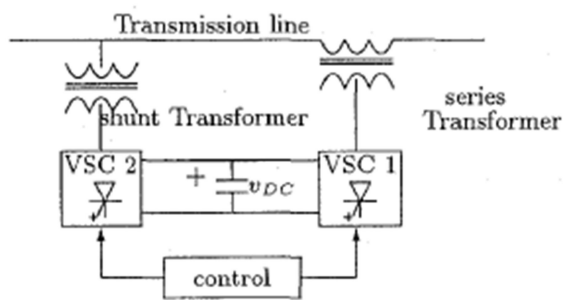 Transmission line
series
Transformer
shunt Transformer
VSC 2
+
vDC
VSC 1
control